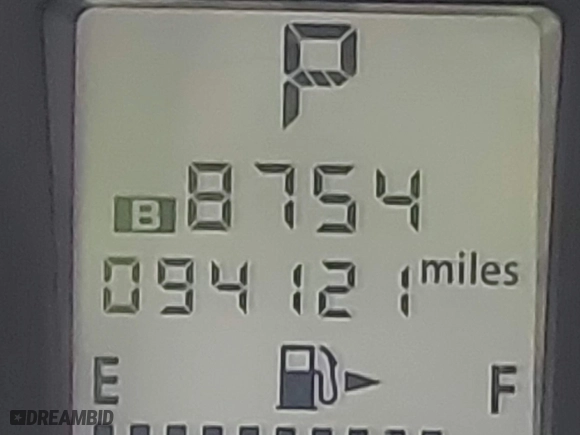 P
B 8754
094121 miles
E F
DREAMBID